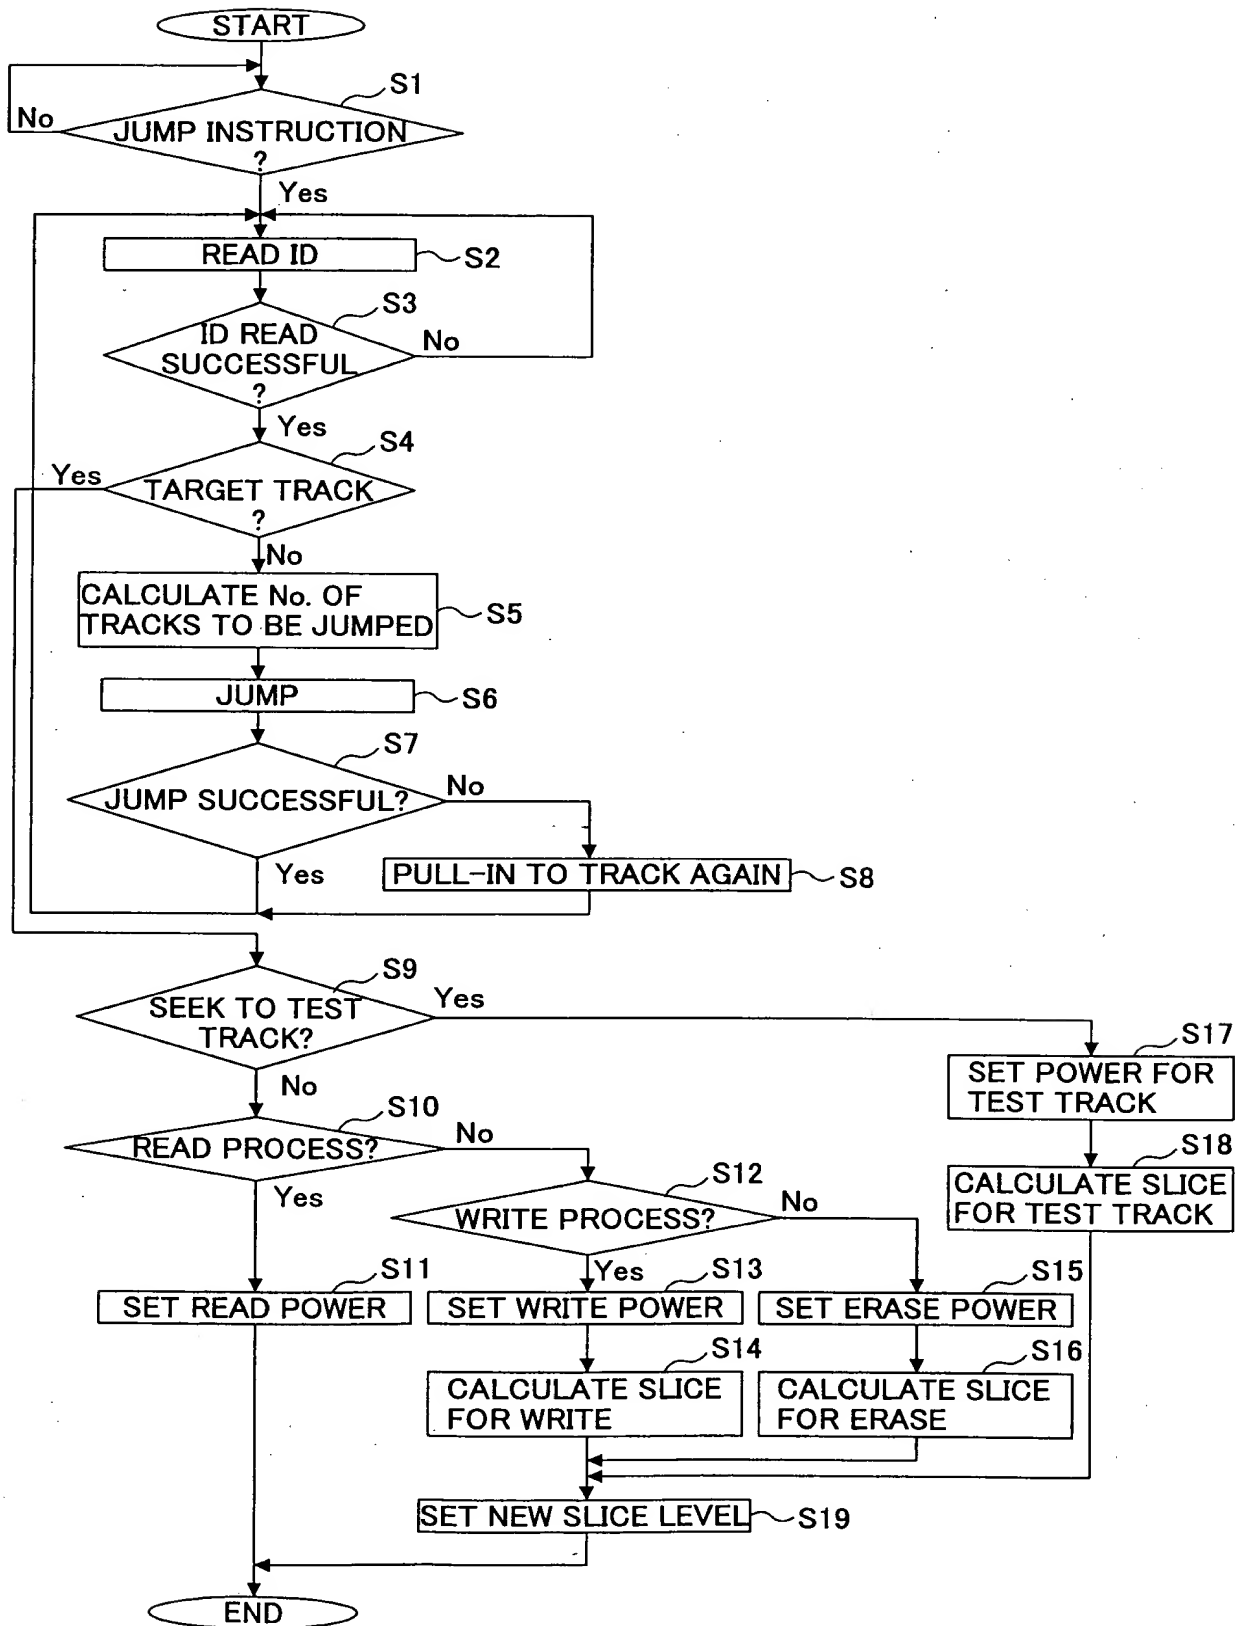 START
S1
No
JUMP INSTRUCTION
?
Yes
READ ID
S2
S3
ID READ
SUCCESSFUL
?
No
Yes
S4
Yes
TARGET TRACK
?
No
CALCULATE No. OF
TRACKS TO BE JUMPED
S5
JUMP
S6
S7
JUMP SUCCESSFUL?
No
Yes
PULL-IN TO TRACK AGAIN
S8
S9
SEEK TO TEST
TRACK?
Yes
No
S17
SET POWER FOR
TEST TRACK
S10
READ PROCESS?
No
Yes
S18
CALCULATE SLICE
FOR TEST TRACK
S12
WRITE PROCESS?
No
Yes
S11
SET READ POWER
S13
SET WRITE POWER
S15
SET ERASE POWER
S14
CALCULATE SLICE
FOR WRITE
S16
CALCULATE SLICE
FOR ERASE
SET NEW SLICE LEVEL
S19
END